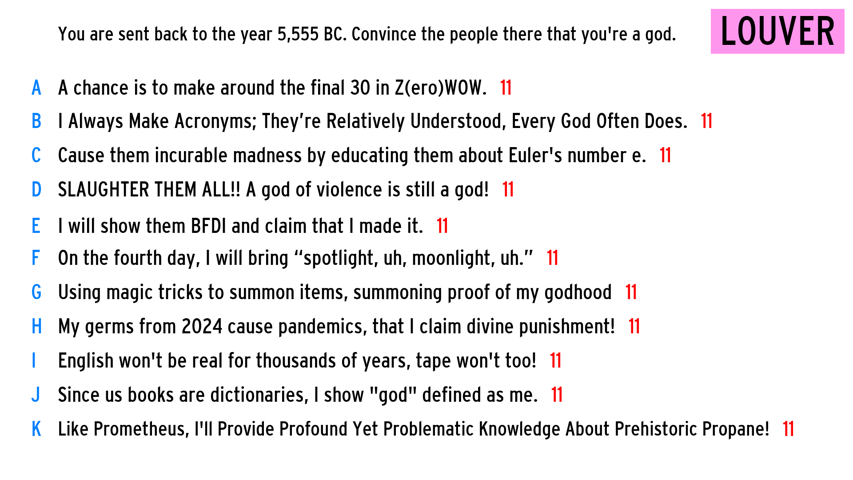 You are sent back to the year 5,555 BC. Convince the people there that you're a god.
LOUVER
A A chance is to make around the final 30 in Z(ero)WOW. 11
B I Always Make Acronyms; They’re Relatively Understood, Every God Often Does. 11
C Cause them incurable madness by educating them about Euler's number e. 11
D SLAUGHTER THEM ALL!! A god of violence is still a god! 11
E I will show them BFDI and claim that I made it. 11
F On the fourth day, I will bring “spotlight, uh, moonlight, uh.” 11
G Using magic tricks to summon items, summoning proof of my godhood 11
H My germs from 2024 cause pandemics, that I claim divine punishment! 11
I English won't be real for thousands of years, tape won't too! 11
J Since us books are dictionaries, I show "god" defined as me. 11
K Like Prometheus, I'll Provide Profound Yet Problematic Knowledge About Prehistoric Propane! 11